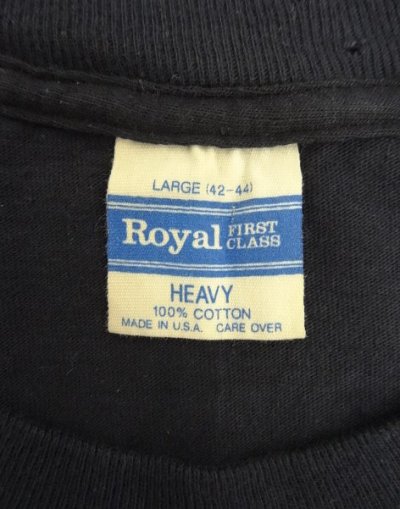 LARGE (42-44)
Royal FIRST CLASS
HEAVY
100% COTTON
MADE IN U.S.A. CARE OVER